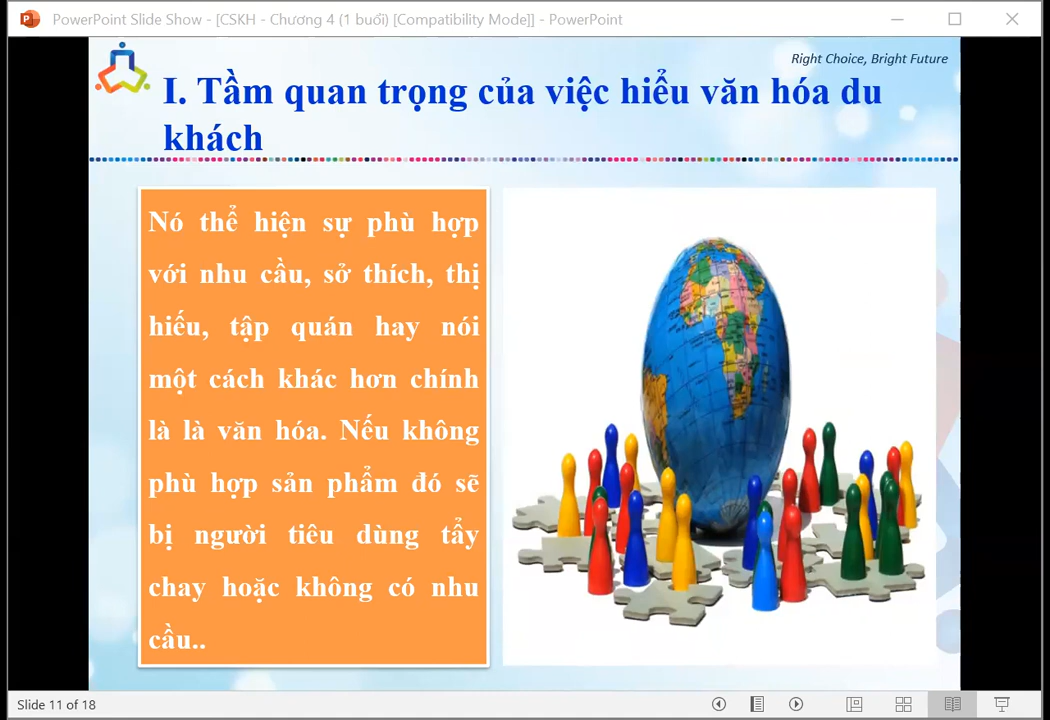 PowerPoint Slide Show - [CSKH - Chương 4 (1 buổi) [Compatibility Mode]] - PowerPoint
Right Choice, Bright Future
I. Tầm quan trọng của việc hiểu văn hóa du
khách
Nó thể hiện sự phù hợp
với nhu cầu, sở thích, thị
hiếu, tập quán hay nói
một cách khác hơn chính
là là văn hóa. Nếu không
phù hợp sản phẩm đó sẽ
bị người tiêu dùng tẩy
chay hoặc không có nhu
cầu..
Slide 11 of 18